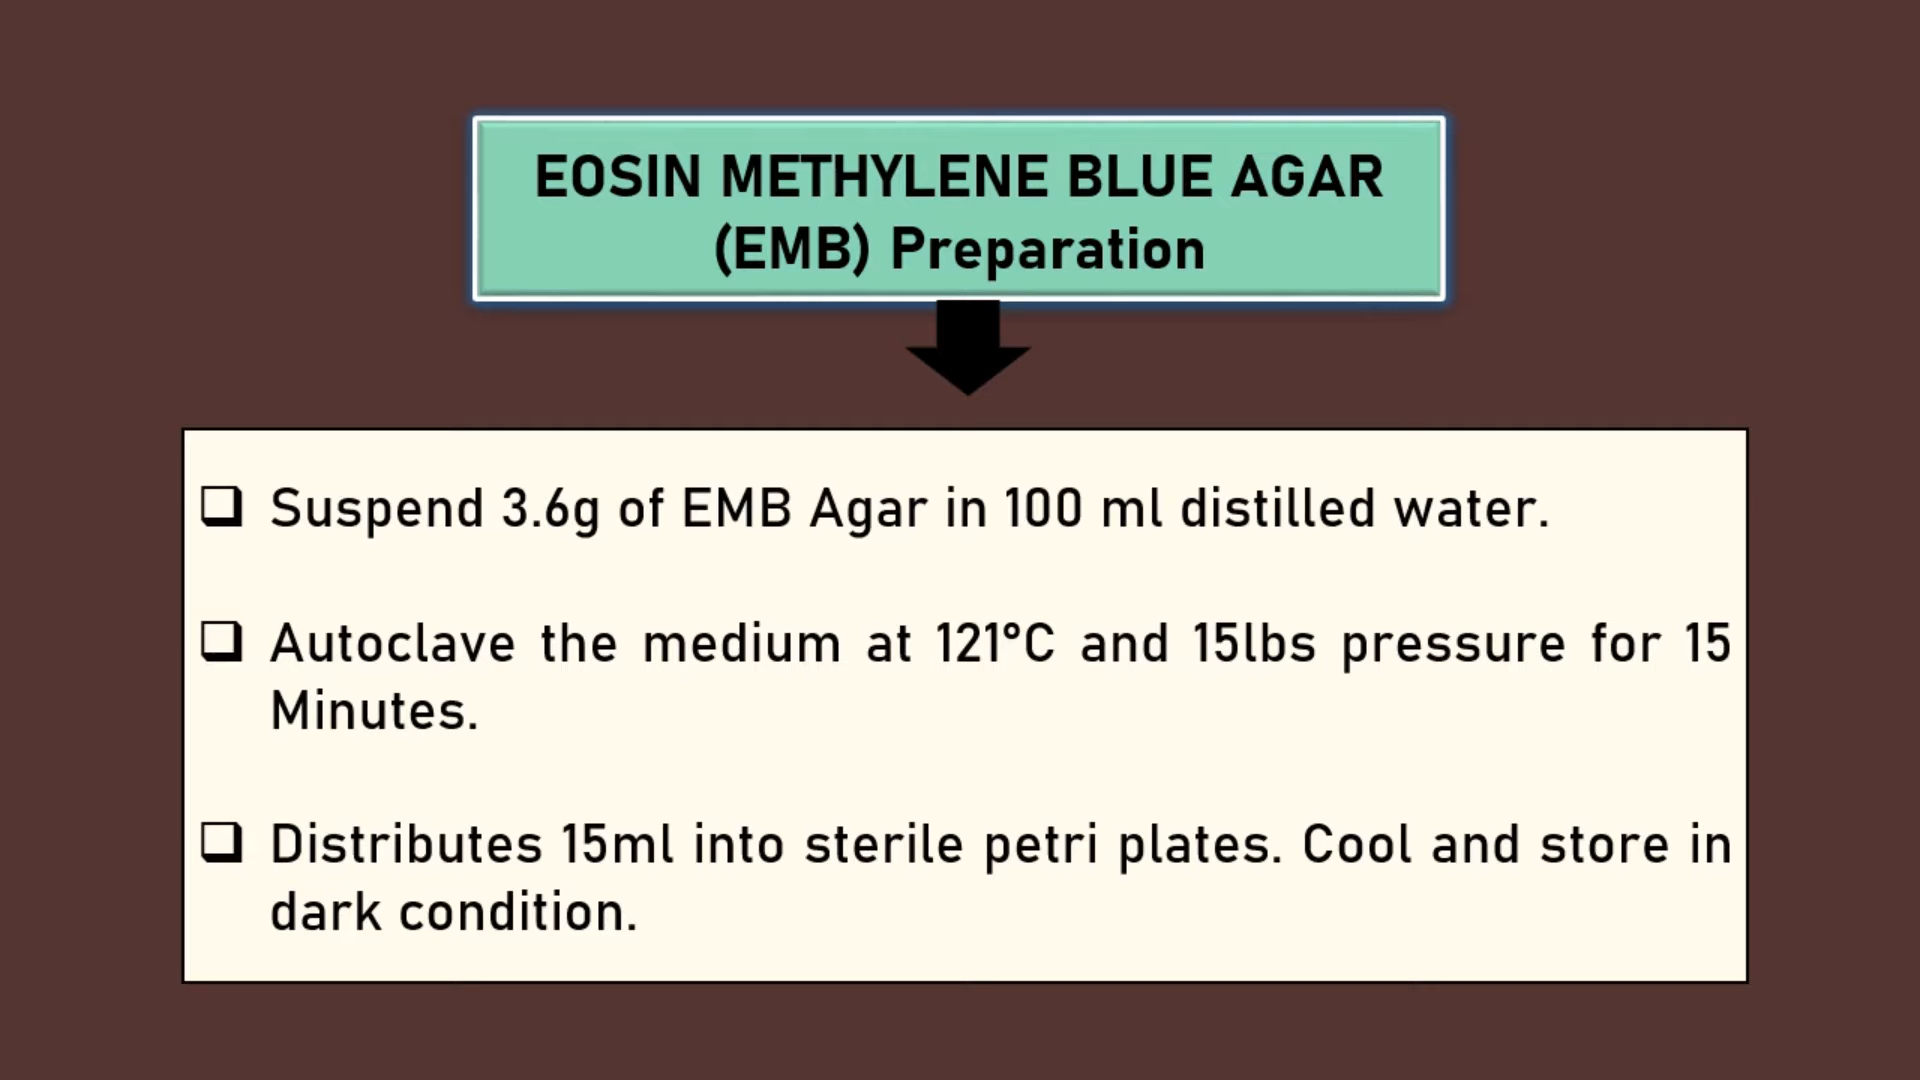 EOSIN METHYLENE BLUE AGAR
(EMB) Preparation
❑ Suspend 3.6g of EMB Agar in 100 ml distilled water.
❑ Autoclave the medium at 121°C and 15lbs pressure for 15
Minutes.
❑ Distributes 15ml into sterile petri plates. Cool and store in
dark condition.